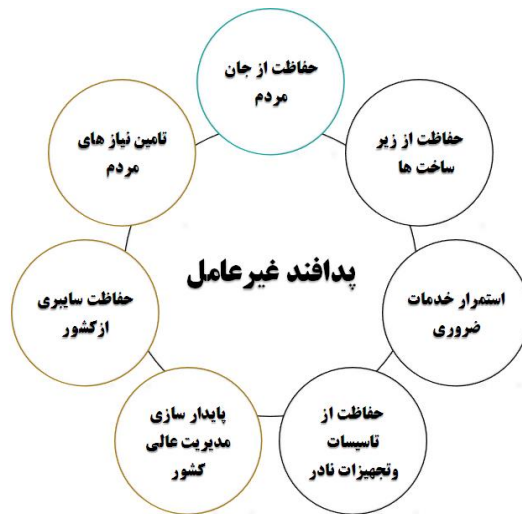 حفاظت از جان
مردم
حفاظت از زیر
ساخت ها
استمرار خدمات
ضروری
حفاظت از
تاسیسات
وتجهیزات نادر
پایدار سازی
مدیریت عالی
کشور
حفاظت سایبری
ازکشور
تامین نیاز های
مردم
پدافند غیرعامل